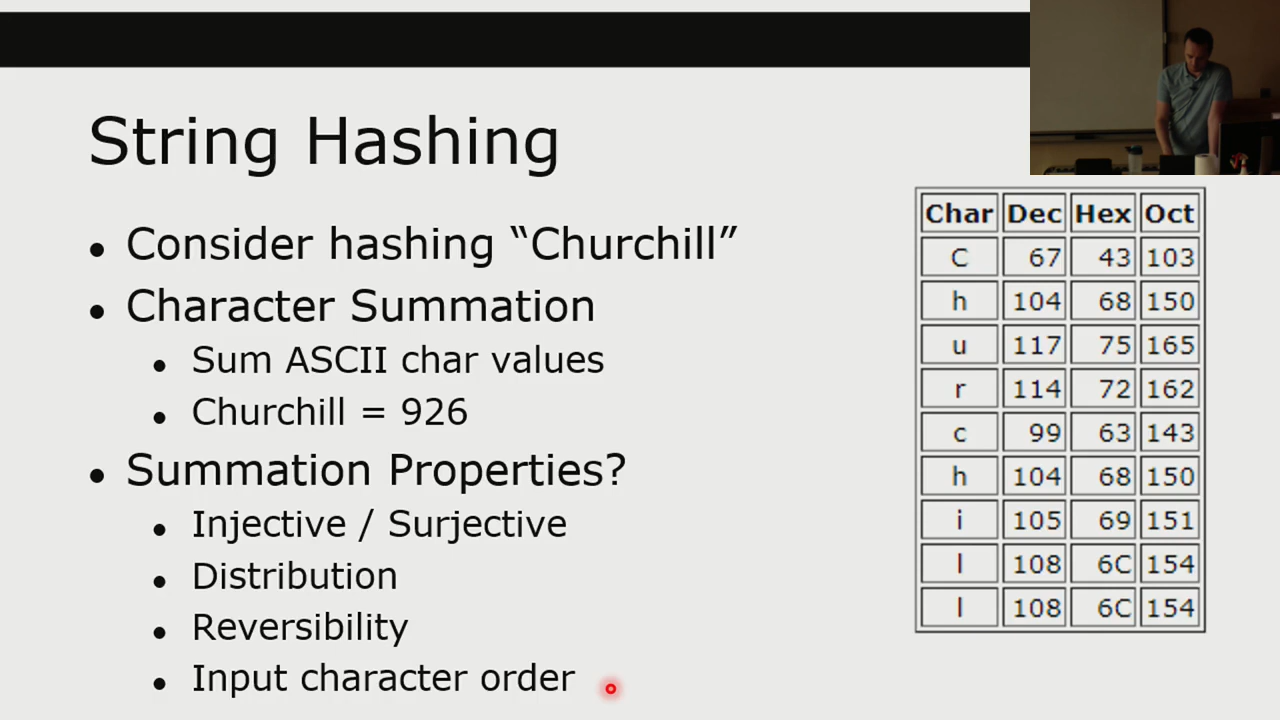 String Hashing
• Consider hashing “Churchill”
• Character Summation
• Sum ASCII char values
• Churchill = 926
• Summation Properties?
• Injective / Surjective
• Distribution
• Reversibility
• Input character order
Char Dec Hex Oct
C 67 43 103
h 104 68 150
u 117 75 165
r 114 72 162
c 99 63 143
h 104 68 150
i 105 69 151
l 108 6C 154
l 108 6C 154